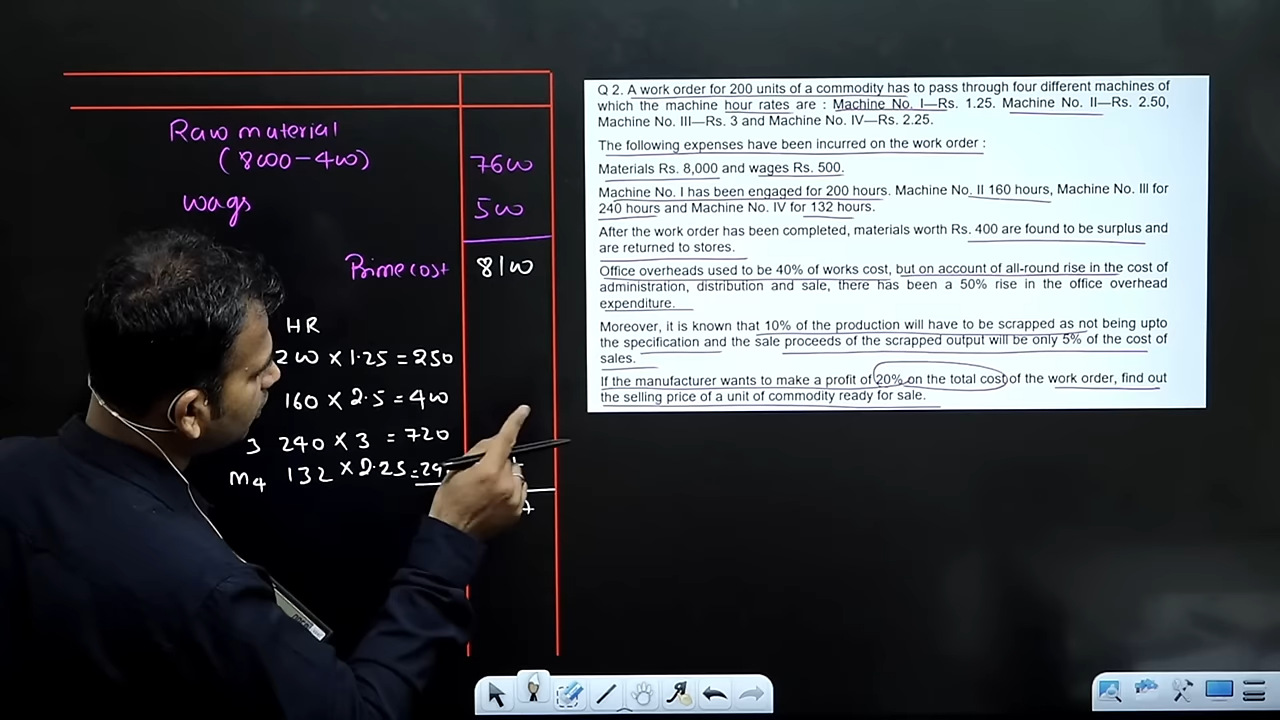 Raw material
(8000-400) 7600
wags 500
Prime cost 8100
HR
200 × 1.25 = 250
160 × 2.5 = 400
3 240 × 3 = 720
M4 132 × 2.25 =
7
Q 2. A work order for 200 units of a commodity has to pass through four different machines of
which the machine hour rates are : Machine No. I—Rs. 1.25. Machine No. II—Rs. 2.50,
Machine No. III—Rs. 3 and Machine No. IV—Rs. 2.25.
The following expenses have been incurred on the work order :
Materials Rs. 8,000 and wages Rs. 500.
Machine No. I has been engaged for 200 hours. Machine No. II 160 hours, Machine No. III for
240 hours and Machine No. IV for 132 hours.
After the work order has been completed, materials worth Rs. 400 are found to be surplus and
are returned to stores.
Office overheads used to be 40% of works cost, but on account of all-round rise in the cost of
administration, distribution and sale, there has been a 50% rise in the office overhead
expenditure.
Moreover, it is known that 10% of the production will have to be scrapped as not being upto
the specification and the sale proceeds of the scrapped output will be only 5% of the cost of
sales.
If the manufacturer wants to make a profit of 20% on the total cost of the work order, find out
the selling price of a unit of commodity ready for sale.